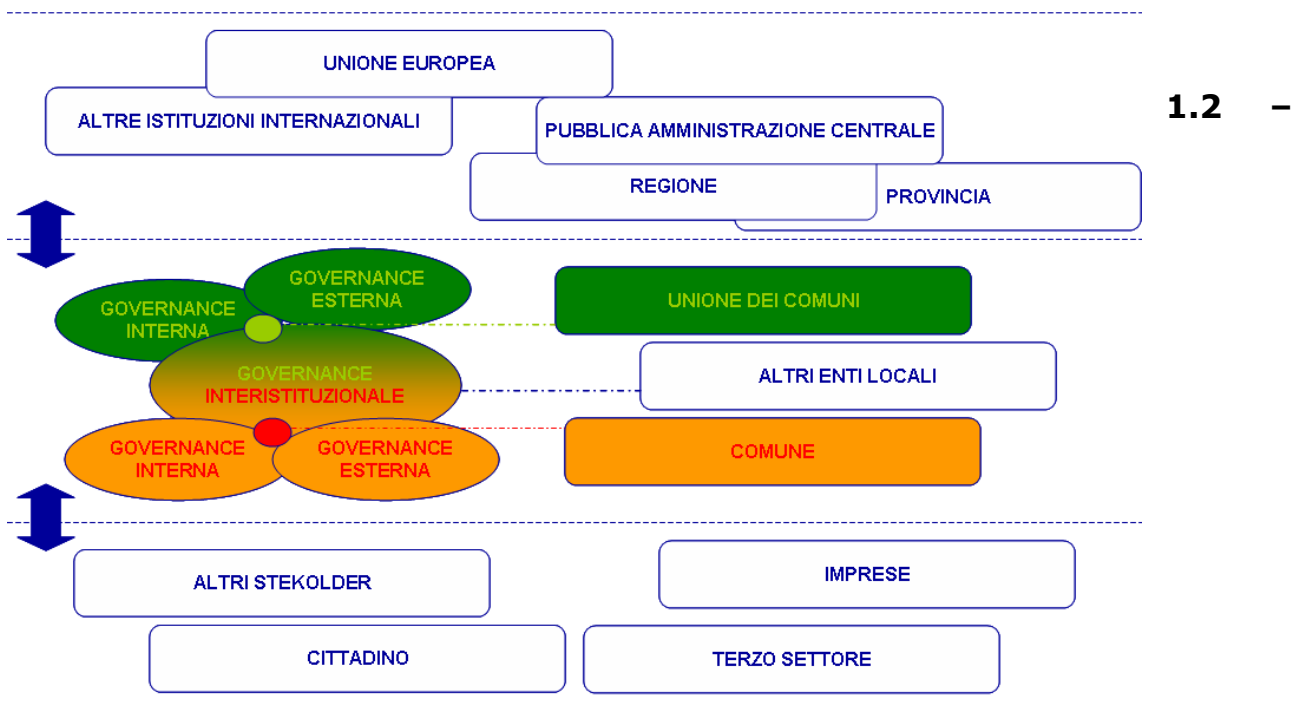 UNIONE EUROPEA
ALTRE ISTITUZIONI INTERNAZIONALI
PUBBLICA AMMINISTRAZIONE CENTRALE
REGIONE
PROVINCIA
1.2 –
GOVERNANCE
ESTERNA
GOVERNANCE
INTERNA
UNIONE DEI COMUNI
GOVERNANCE
INTERISTITUZIONALE
ALTRI ENTI LOCALI
GOVERNANCE
INTERNA
GOVERNANCE
ESTERNA
COMUNE
ALTRI STEKOLDER
IMPRESE
CITTADINO
TERZO SETTORE